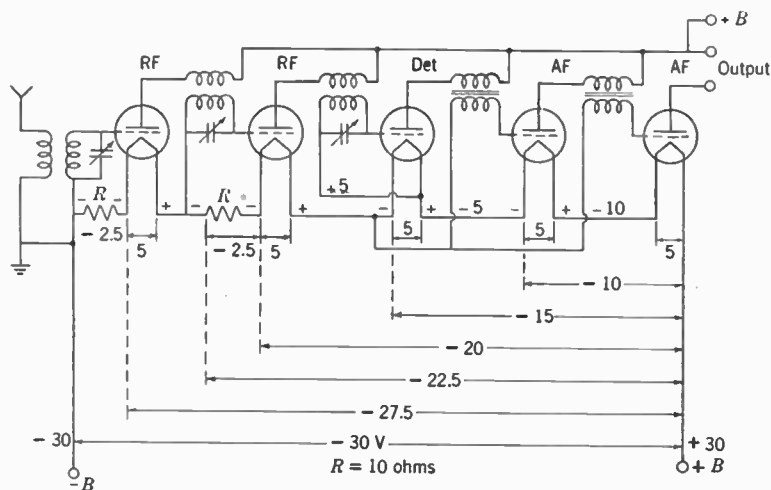 + B
RF RF Det AF AF Output
R - + - R - + +5 - + - 5 - + - 10
- 2.5 5 - 2.5 5 5 5 5
- 10
- 15
- 20
- 22.5
- 27.5
- 30 - 30 V + 30
R = 10 ohms
- B + B